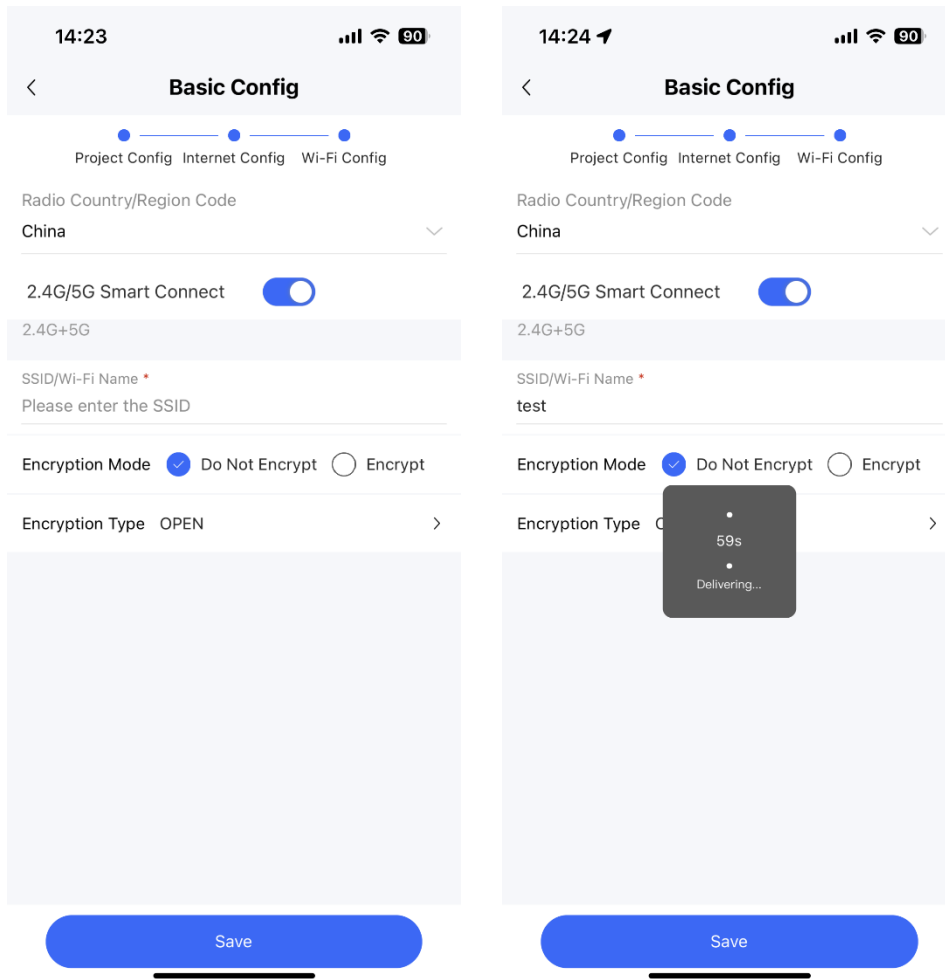 14:23
90
Basic Config
Project Config Internet Config Wi-Fi Config
Radio Country/Region Code
China
2.4G/5G Smart Connect
2.4G+5G
SSID/Wi-Fi Name *
Please enter the SSID
Encryption Mode Do Not Encrypt Encrypt
Encryption Type OPEN
Save
14:24
90
Basic Config
Project Config Internet Config Wi-Fi Config
Radio Country/Region Code
China
2.4G/5G Smart Connect
2.4G+5G
SSID/Wi-Fi Name *
test
Encryption Mode Do Not Encrypt Encrypt
Encryption Type
59s
Delivering...
Save